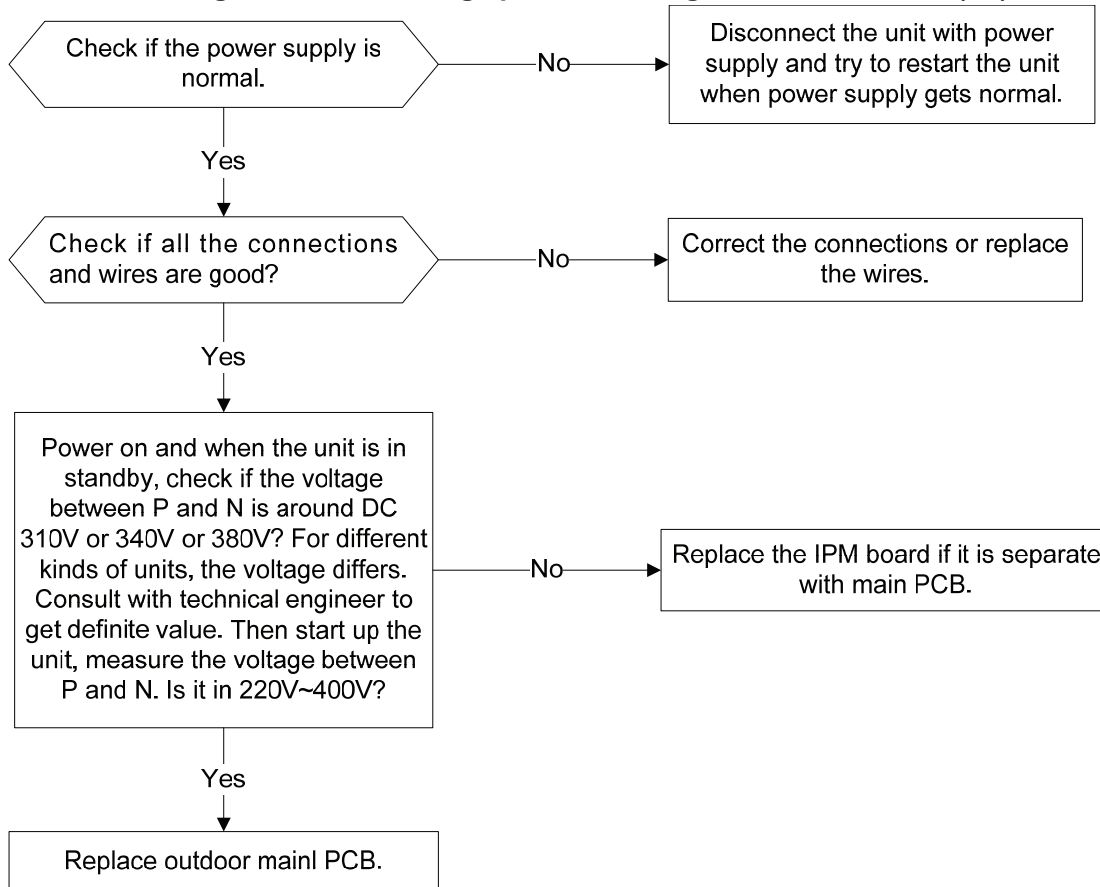 Check if the power supply is
normal.
No
Disconnect the unit with power
supply and try to restart the unit
when power supply gets normal.
Yes
Check if all the connections
and wires are good?
No
Correct the connections or replace
the wires.
Yes
Power on and when the unit is in
standby, check if the voltage
between P and N is around DC
310V or 340V or 380V? For different
kinds of units, the voltage differs.
Consult with technical engineer to
get definite value. Then start up the
unit, measure the voltage between
P and N. Is it in 220V~400V?
No
Replace the IPM board if it is separate
with main PCB.
Yes
Replace outdoor mainl PCB.